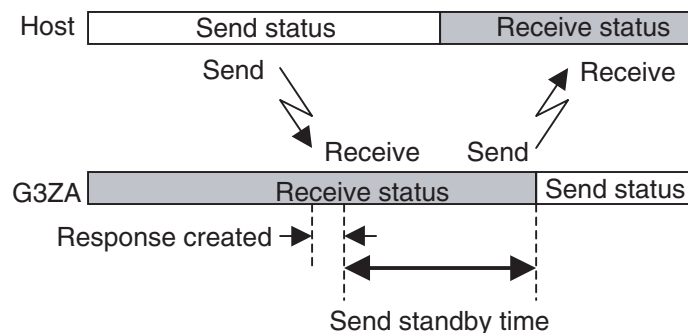 Host
Send status
Receive status
Send
Receive
Receive
Send
G3ZA
Receive status
Send status
Response created
Send standby time